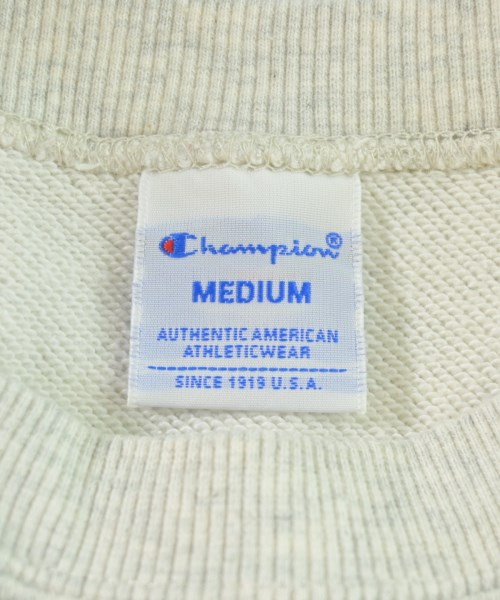 Champion®
MEDIUM
AUTHENTIC AMERICAN
ATHLETICWEAR
SINCE 1919 U.S.A.